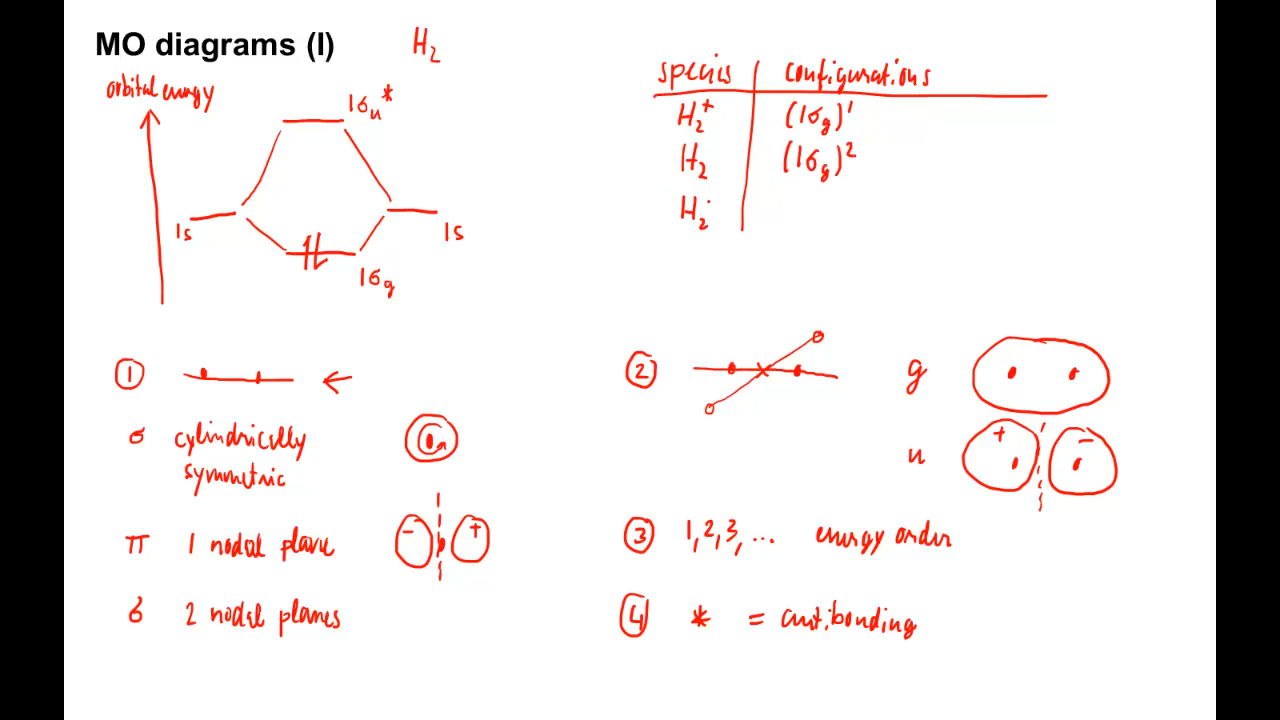 MO diagrams (I)
H₂
orbital energy
1σᵤ*
1s
1s
1σg
species configurations
H₂⁺ (1σg)¹
H₂ (1σg)²
H₂⁻
①
σ cylindrically
symmetric
π 1 nodal plane
- +
δ 2 nodal planes
②
g
u
+ -
③ 1, 2, 3, ... energy order
④ * = antibonding